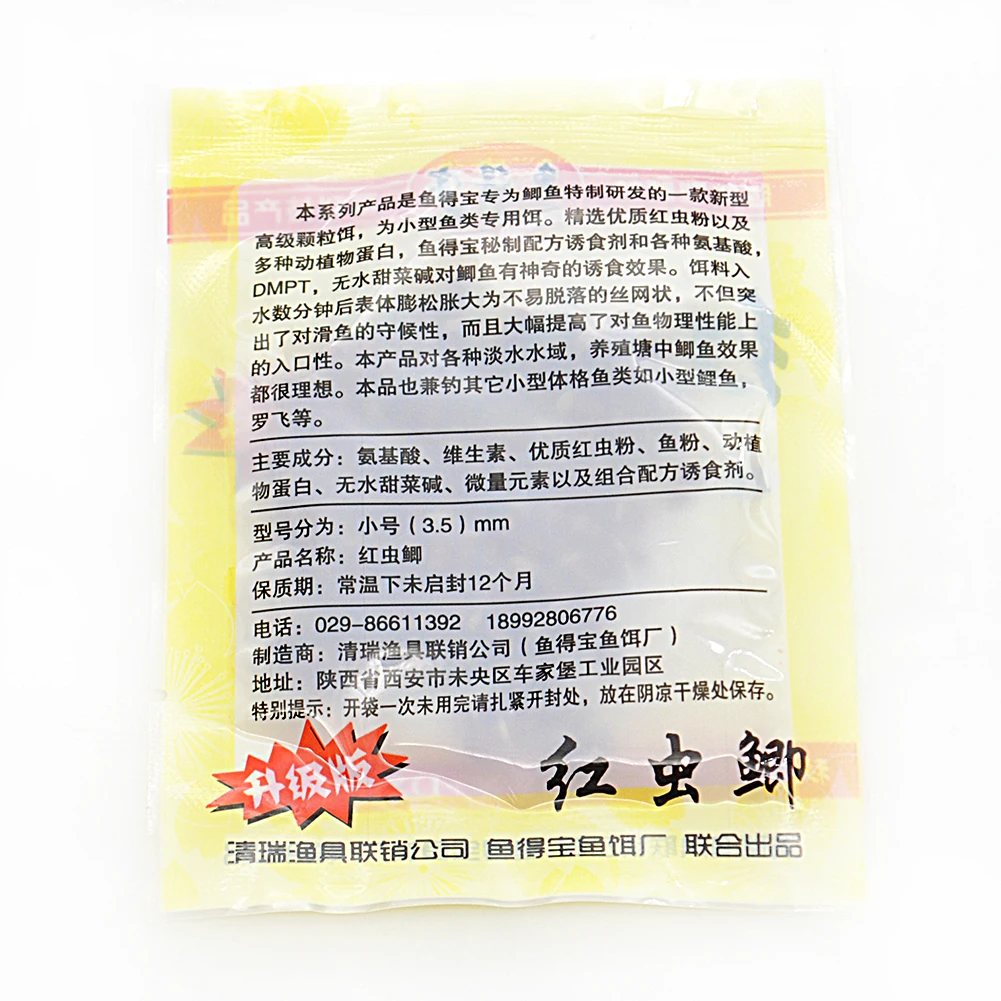 本系列产品是鱼得宝专为鲫鱼特制研发的一款新型
高级颗粒饵，为小型鱼类专用饵。精选优质红虫粉以及
多种动植物蛋白，鱼得宝秘制配方诱食剂和各种氨基酸，
DMPT，无水甜菜碱对鲫鱼有神奇的诱食效果。饵料入
水数分钟后表体膨松胀大为不易脱落的丝网状，不但突
出了对滑鱼的守候性，而且大幅提高了对鱼物理性能上
的入口性。本产品对各种淡水水域，养殖塘中鲫鱼效果
都很理想。本品也兼钓其它小型体格鱼类如小型鲤鱼，
罗飞等。
主要成分：氨基酸、维生素、优质红虫粉、鱼粉、动植
物蛋白、无水甜菜碱、微量元素以及组合配方诱食剂。
型号分为：小号（3.5）mm
产品名称：红虫鲫
保质期：常温下未启封12个月
电话：029-86611392 18992806776
制造商：清瑞渔具联销公司（鱼得宝鱼饵厂）
地址：陕西省西安市未央区车家堡工业园区
特别提示：开袋一次未用完请扎紧开封处，放在阴凉干燥处保存。
升级版
红虫鲫
清瑞渔具联销公司 鱼得宝鱼饵厂 联合出品